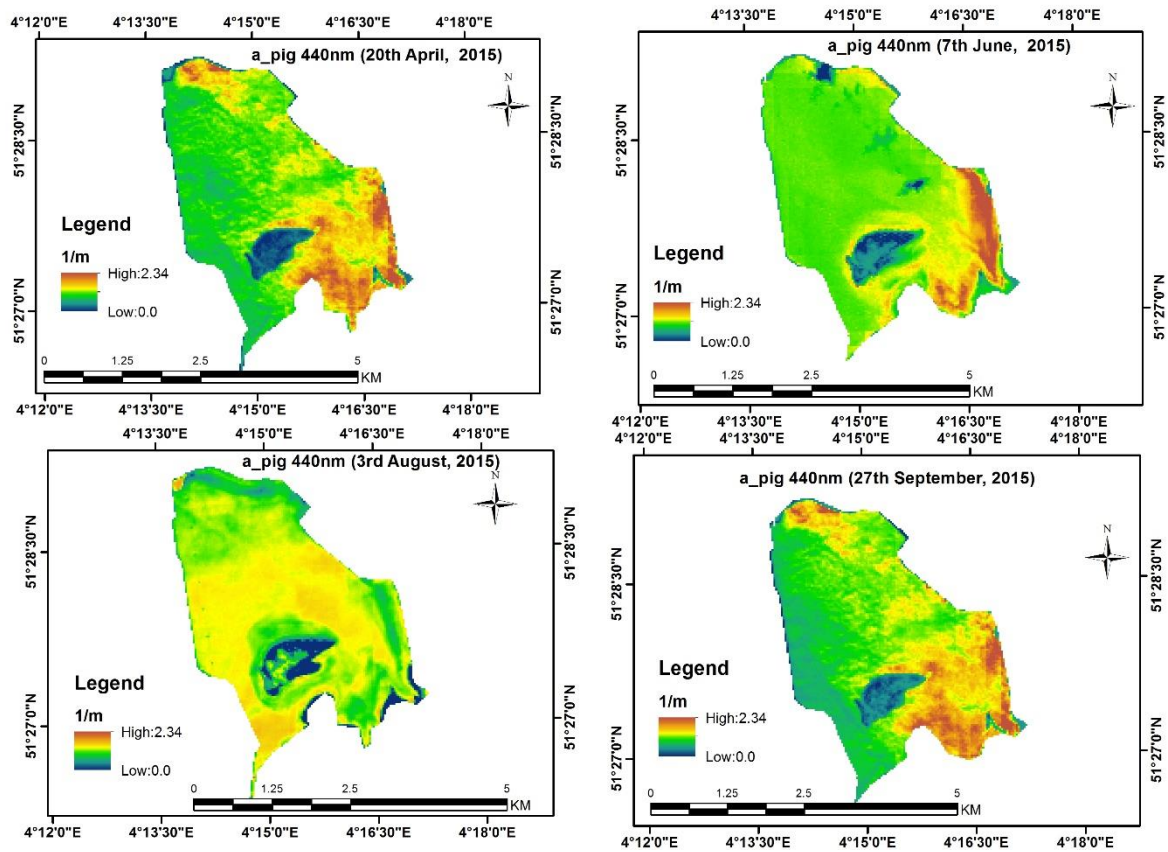 4°13'30"E 4°15'0"E 4°16'30"E 4°18'0"E
a_pig 440nm (20th April, 2015)
N
51°28'30"N 51°28'30"N
Legend
1/m
High:2.34
Low:0.0
51°27'0"N 51°27'0"N
0 1.25 2.5 5
KM
4°12'0"E 4°13'30"E 4°15'0"E 4°16'30"E 4°18'0"E
4°13'30"E 4°15'0"E 4°16'30"E 4°18'0"E
a_pig 440nm (7th June, 2015)
N
51°28'30"N 51°28'30"N
Legend
1/m
High:2.34
Low:0.0
51°27'0"N 51°27'0"N
0 1.25 2.5 5
KM
4°12'0"E 4°13'30"E 4°15'0"E 4°16'30"E 4°18'0"E
4°13'30"E 4°15'0"E 4°16'30"E 4°18'0"E
a_pig 440nm (3rd August, 2015)
N
51°28'30"N 51°28'30"N
Legend
1/m
High:2.34
Low:0.0
51°27'0"N 51°27'0"N
0 1.25 2.5 5
KM
4°12'0"E 4°13'30"E 4°15'0"E 4°16'30"E 4°18'0"E
4°12'0"E 4°13'30"E 4°15'0"E 4°16'30"E 4°18'0"E
a_pig 440nm (27th September, 2015)
N
51°28'30"N 51°28'30"N
Legend
1/m
High:2.34
Low:0.0
51°27'0"N 51°27'0"N
0 1.25 2.5 5
KM
4°12'0"E 4°13'30"E 4°15'0"E 4°16'30"E 4°18'0"E